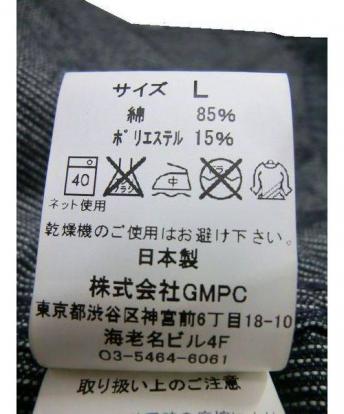 サイズ L
綿 85%
ポリエステル 15%
40 中
ネット使用
乾燥機のご使用はお避け下さい。
日本製
株式会社GMPC
東京都渋谷区神宮前6丁目18-10
海老名ビル4F
03-5464-6061
取り扱い上のご注意